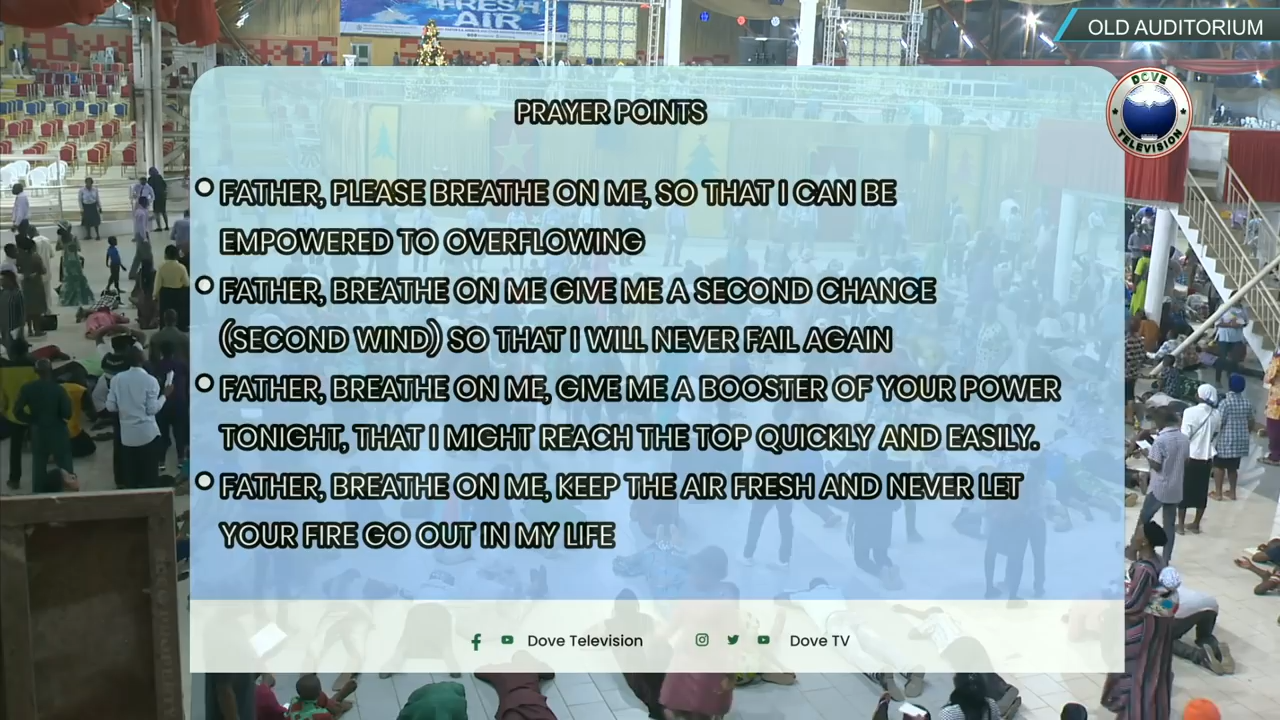 FRESH
AIR
OLD AUDITORIUM
DOVE
TELEVISION
PRAYER POINTS
FATHER, PLEASE BREATHE ON ME, SO THAT I CAN BE
EMPOWERED TO OVERFLOWING
FATHER, BREATHE ON ME GIVE ME A SECOND CHANCE
(SECOND WIND) SO THAT I WILL NEVER FAIL AGAIN
FATHER, BREATHE ON ME, GIVE ME A BOOSTER OF YOUR POWER
TONIGHT, THAT I MIGHT REACH THE TOP QUICKLY AND EASILY.
FATHER, BREATHE ON ME, KEEP THE AIR FRESH AND NEVER LET
YOUR FIRE GO OUT IN MY LIFE
Dove Television Dove TV